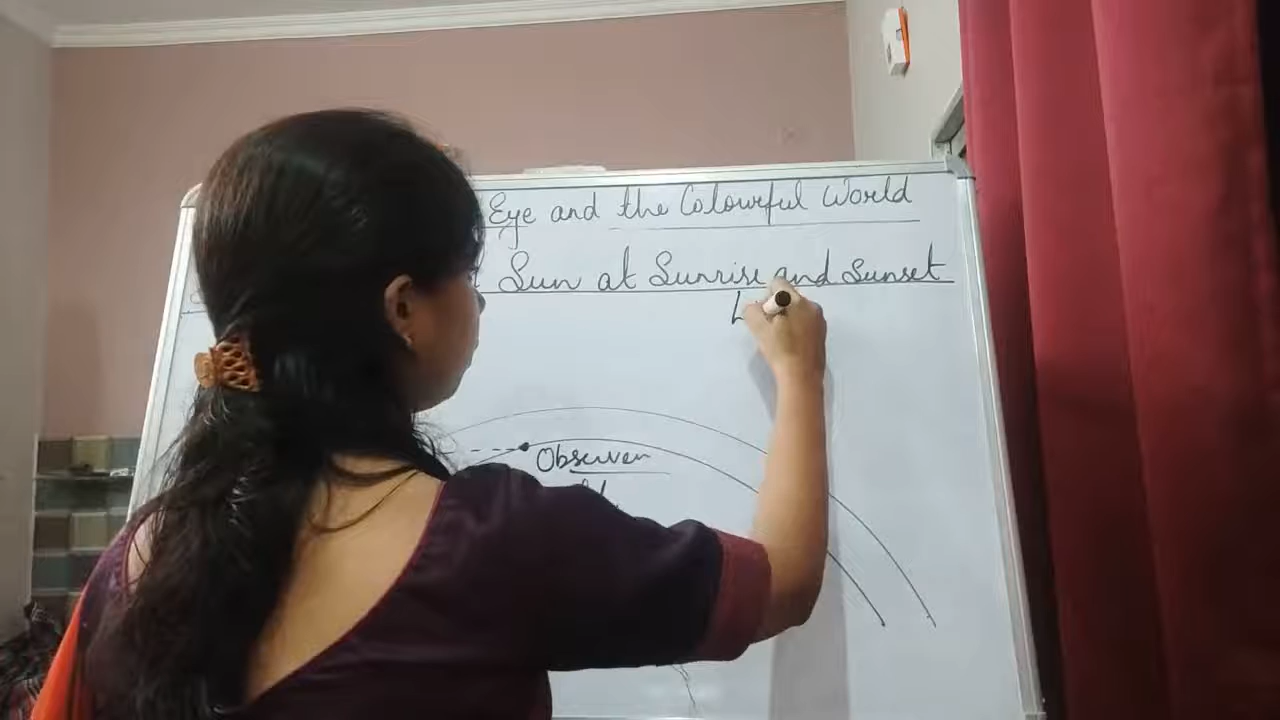 Eye and the Colourful World
Sun at Sunrise and Sunset
L
Observer